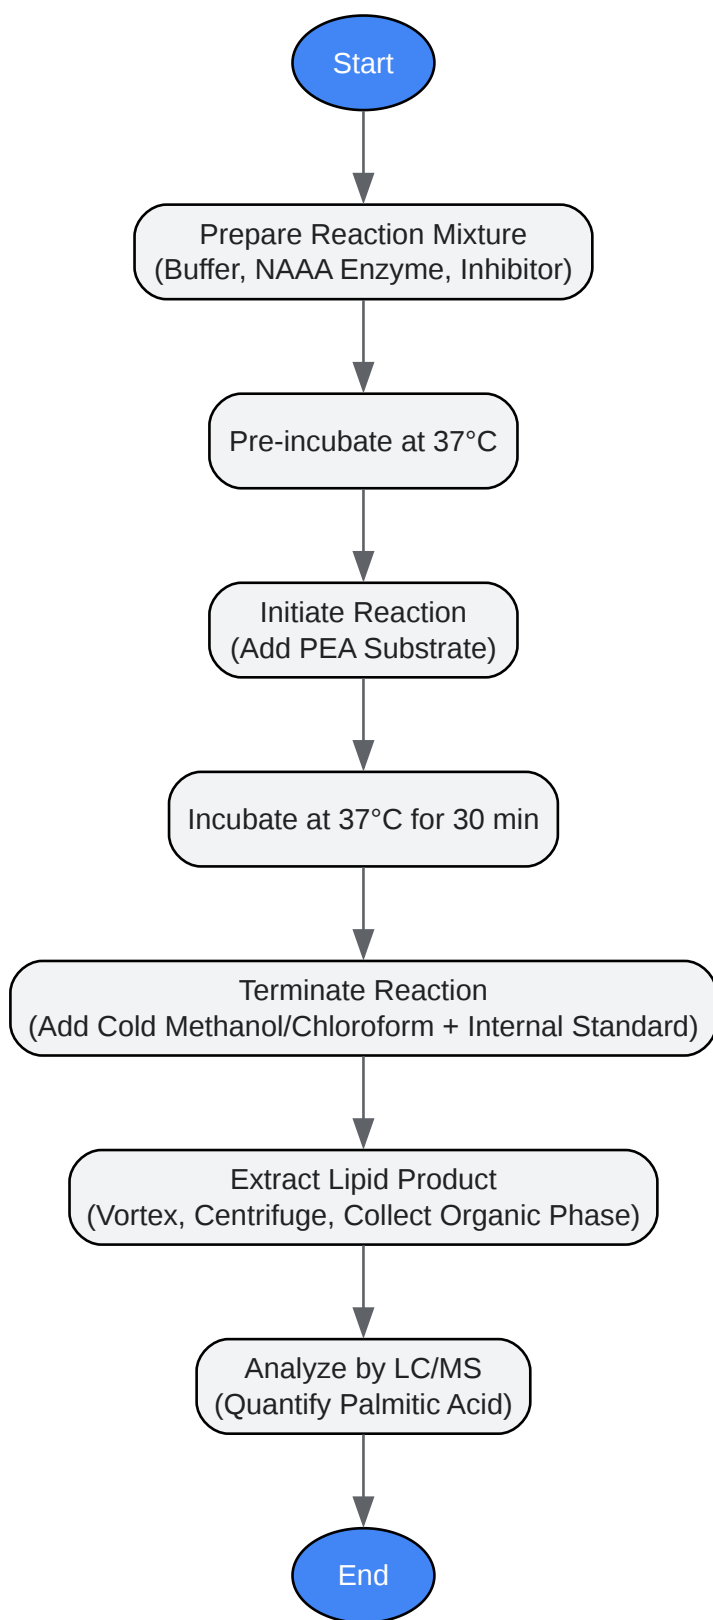 Start
Prepare Reaction Mixture
(Buffer, NAAA Enzyme, Inhibitor)
Pre-incubate at 37°C
Initiate Reaction
(Add PEA Substrate)
Incubate at 37°C for 30 min
Terminate Reaction
(Add Cold Methanol/Chloroform + Internal Standard)
Extract Lipid Product
(Vortex, Centrifuge, Collect Organic Phase)
Analyze by LC/MS
(Quantify Palmitic Acid)
End